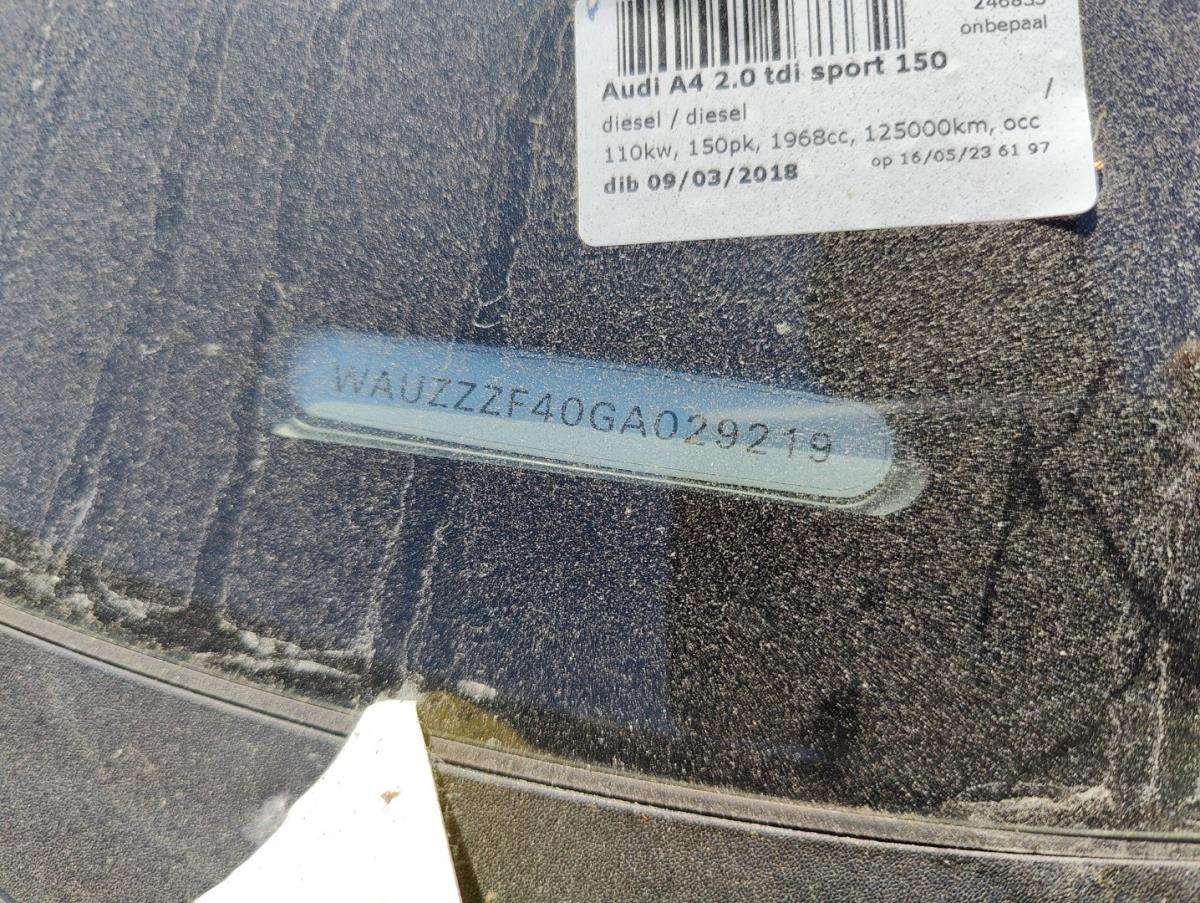 onbepaal
Audi A4 2.0 tdi sport 150
diesel / diesel /
110kw, 150pk, 1968cc, 125000km, occ
dib 09/03/2018 op 16/05/23 61 97
WAUZZZF40GA029219